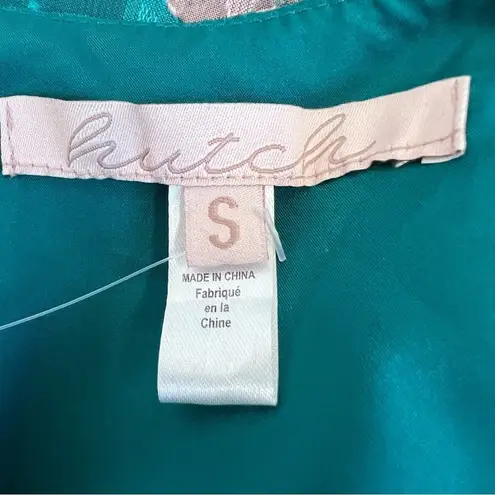 hutch
S
MADE IN CHINA
Fabriqué
en la
Chine